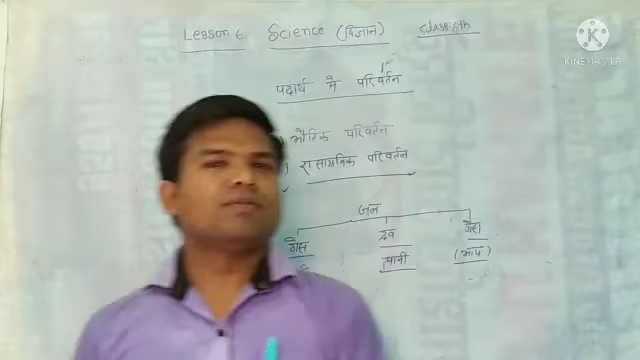 Lesson 6 Science (विज्ञान) Class 6th
KINEMASTER
पदार्थ मे परिवर्तन
भौतिक परिवर्तन
) रासायनिक परिवर्तन
जल
गैस द्रव गैस
पानी (भाप)